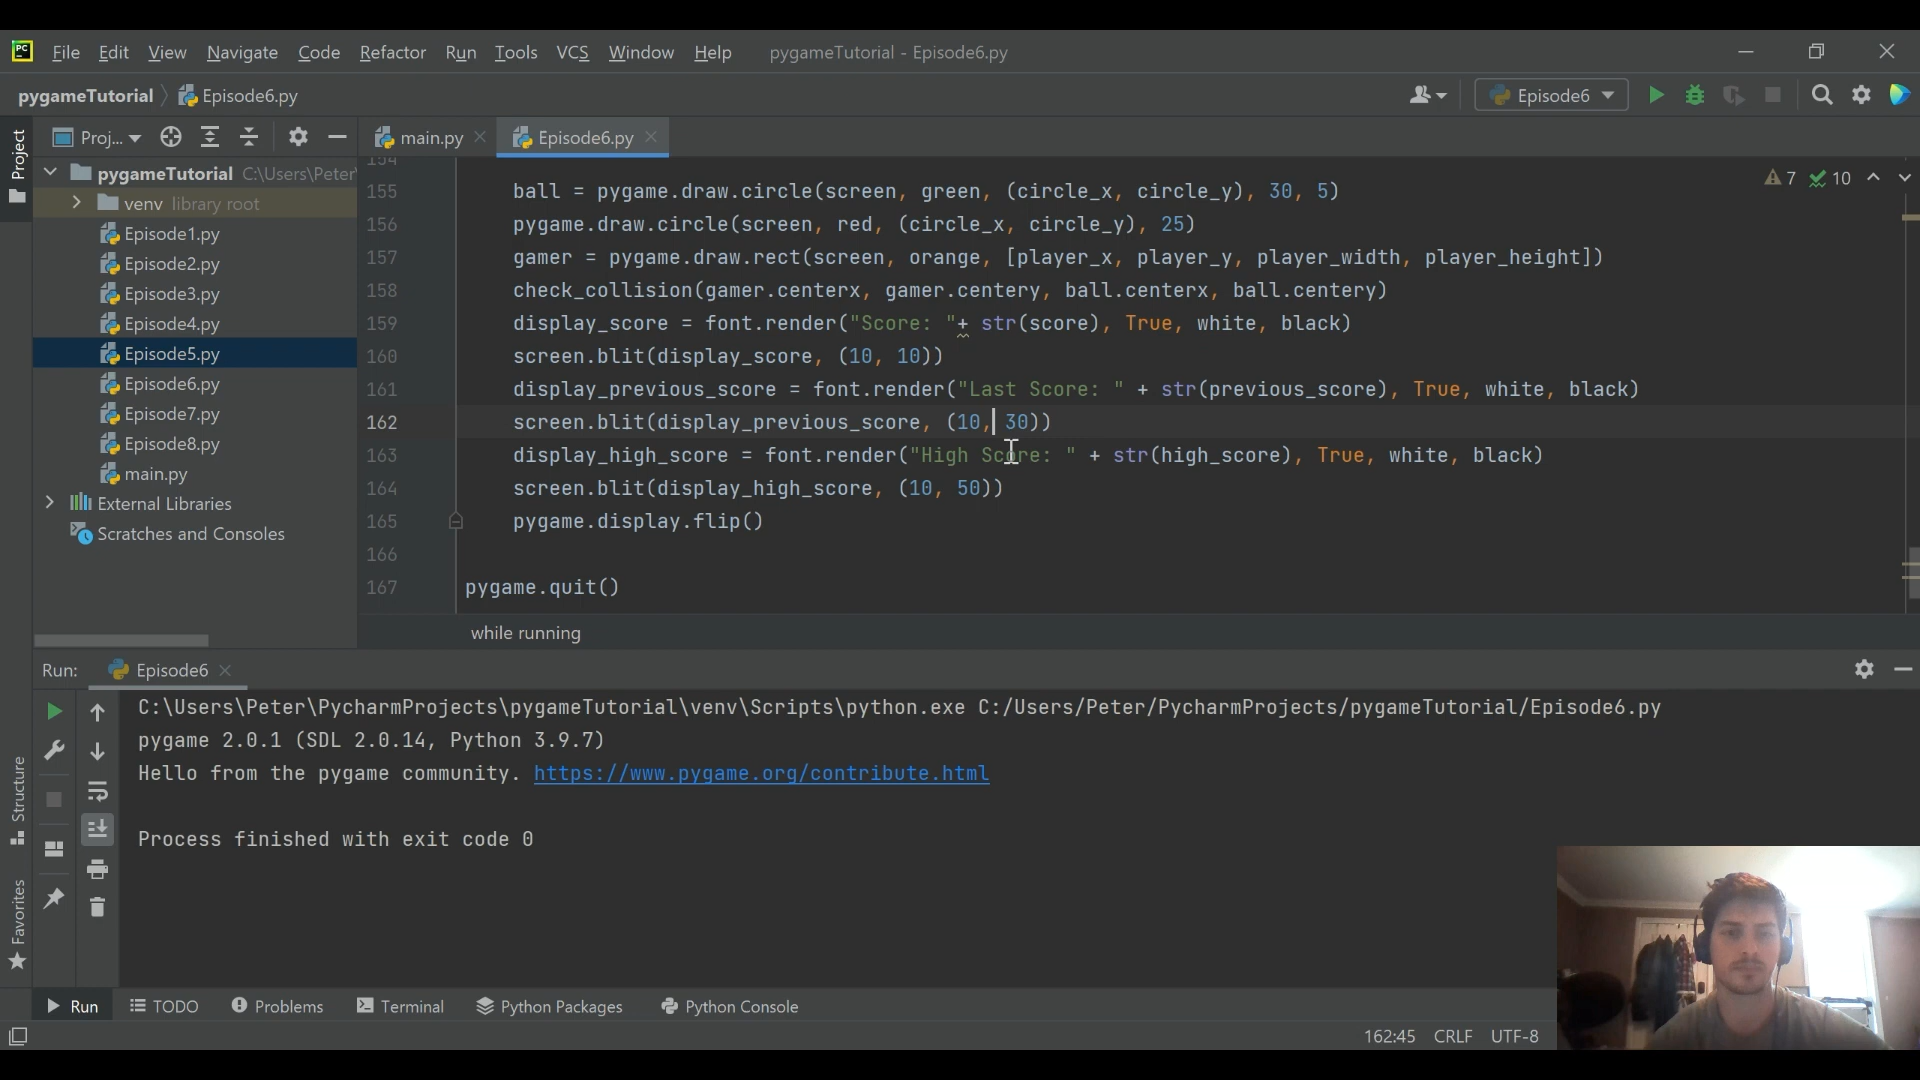 PC File Edit View Navigate Code Refactor Run Tools VCS Window Help pygameTutorial - Episode6.py
pygameTutorial Episode6.py Episode6
Project
Proj... main.py Episode6.py
pygameTutorial C:\Users\Peter
venv library root
Episode1.py
Episode2.py
Episode3.py
Episode4.py
Episode5.py
Episode6.py
Episode7.py
Episode8.py
main.py
External Libraries
Scratches and Consoles
7 10
154
155 ball = pygame.draw.circle(screen, green, (circle_x, circle_y), 30, 5)
156 pygame.draw.circle(screen, red, (circle_x, circle_y), 25)
157 gamer = pygame.draw.rect(screen, orange, [player_x, player_y, player_width, player_height])
158 check_collision(gamer.centerx, gamer.centery, ball.centerx, ball.centery)
159 display_score = font.render("Score: "+ str(score), True, white, black)
160 screen.blit(display_score, (10, 10))
161 display_previous_score = font.render("Last Score: " + str(previous_score), True, white, black)
162 screen.blit(display_previous_score, (10, 30))
163 display_high_score = font.render("High Score: " + str(high_score), True, white, black)
164 screen.blit(display_high_score, (10, 50))
165 pygame.display.flip()
166
167 pygame.quit()
while running
Run: Episode6
C:\Users\Peter\PycharmProjects\pygameTutorial\venv\Scripts\python.exe C:/Users/Peter/PycharmProjects/pygameTutorial/Episode6.py
pygame 2.0.1 (SDL 2.0.14, Python 3.9.7)
Hello from the pygame community. https://www.pygame.org/contribute.html
Process finished with exit code 0
Structure
Favorites
Run TODO Problems Terminal Python Packages Python Console
162:45 CRLF UTF-8